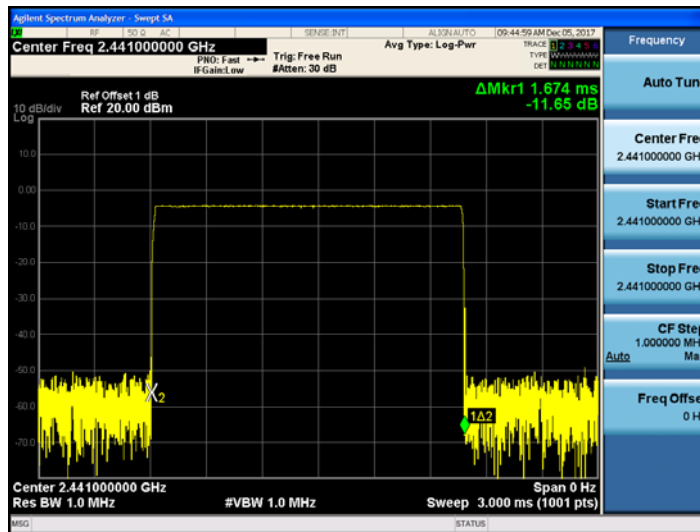 Agilent Spectrum Analyzer - Swept SA
RF 50 Ω AC SENSE:INT ALIGN AUTO 09:44:59 AM Dec 05, 2017
Center Freq 2.441000000 GHz
PNO: Fast
IFGain:Low
Trig: Free Run
#Atten: 30 dB
Avg Type: Log-Pwr
TRACE 1 2 3 4 5 6
TYPE W
DET N N N N N N
ΔMkr1 1.674 ms
-11.65 dB
Ref Offset 1 dB
10 dB/div Ref 20.00 dBm
Log
10.0
0.00
-10.0
-20.0
-30.0
-40.0
-50.0
-60.0
-70.0
2
1Δ2
Center 2.441000000 GHz Span 0 Hz
Res BW 1.0 MHz #VBW 1.0 MHz Sweep 3.000 ms (1001 pts)
MSG STATUS
Frequency
Auto Tun
Center Fre
2.441000000 GH
Start Fre
2.441000000 GH
Stop Fre
2.441000000 GH
CF Ste
1.000000 MH
Auto Ma
Freq Offse
0 H